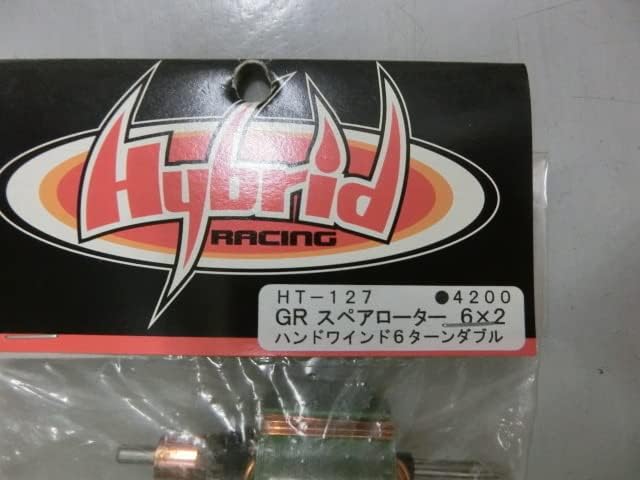 Hybrid
RACING
HT-127 ●4200
GR スペアローター 6×2
ハンドワインド6ターンダブル